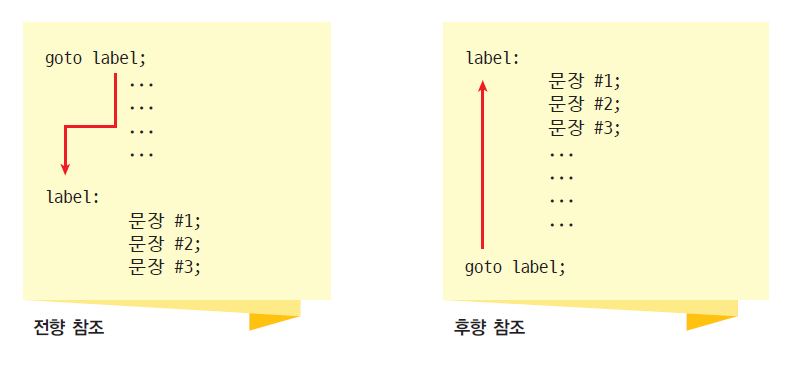 goto label;
...
...
...
...
label:
문장 #1;
문장 #2;
문장 #3;
전향 참조
label:
문장 #1;
문장 #2;
문장 #3;
...
...
...
...
goto label;
후향 참조